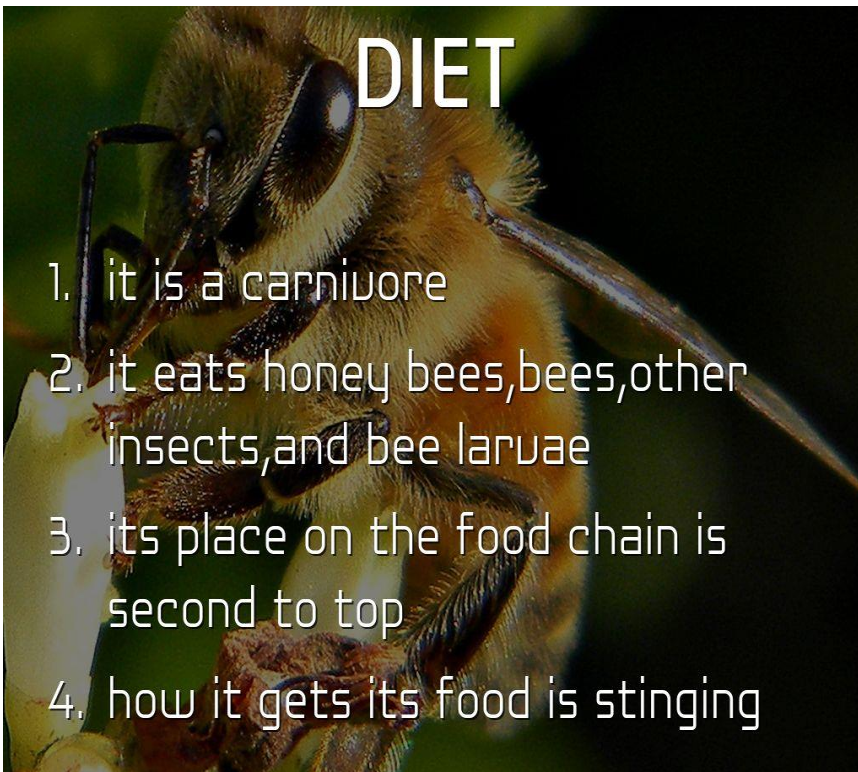 DIET
1. it is a carnivore
2. it eats honey bees,bees,other
insects,and bee larvae
3. its place on the food chain is
second to top
4. how it gets its food is stinging